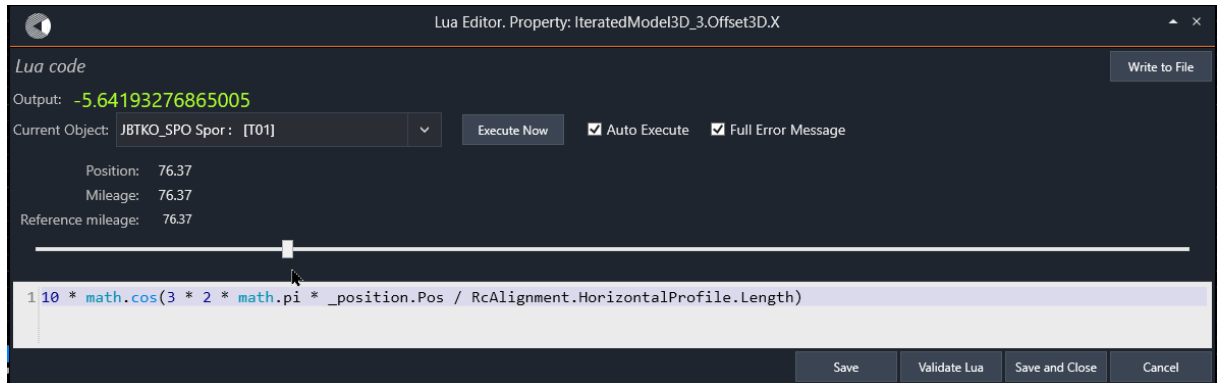 Lua Editor. Property: IteratedModel3D_3.Offset3D.X
Lua code
Write to File
Output: -5.64193276865005
Current Object: JBTKO_SPO Spor : [T01]
Execute Now
Auto Execute
Full Error Message
Position: 76.37
Mileage: 76.37
Reference mileage: 76.37
1 10 * math.cos(3 * 2 * math.pi * _position.Pos / RcAlignment.HorizontalProfile.Length)
Save
Validate Lua
Save and Close
Cancel